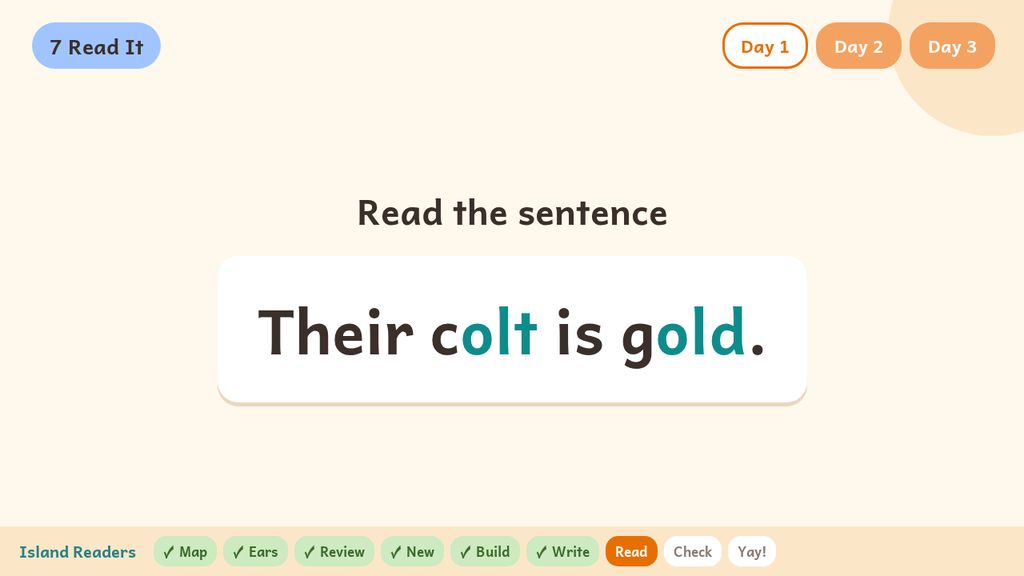 7 Read It
Day 1 Day 2 Day 3
Read the sentence
Their colt is gold.
Island Readers ✓ Map ✓ Ears ✓ Review ✓ New ✓ Build ✓ Write Read Check Yay!